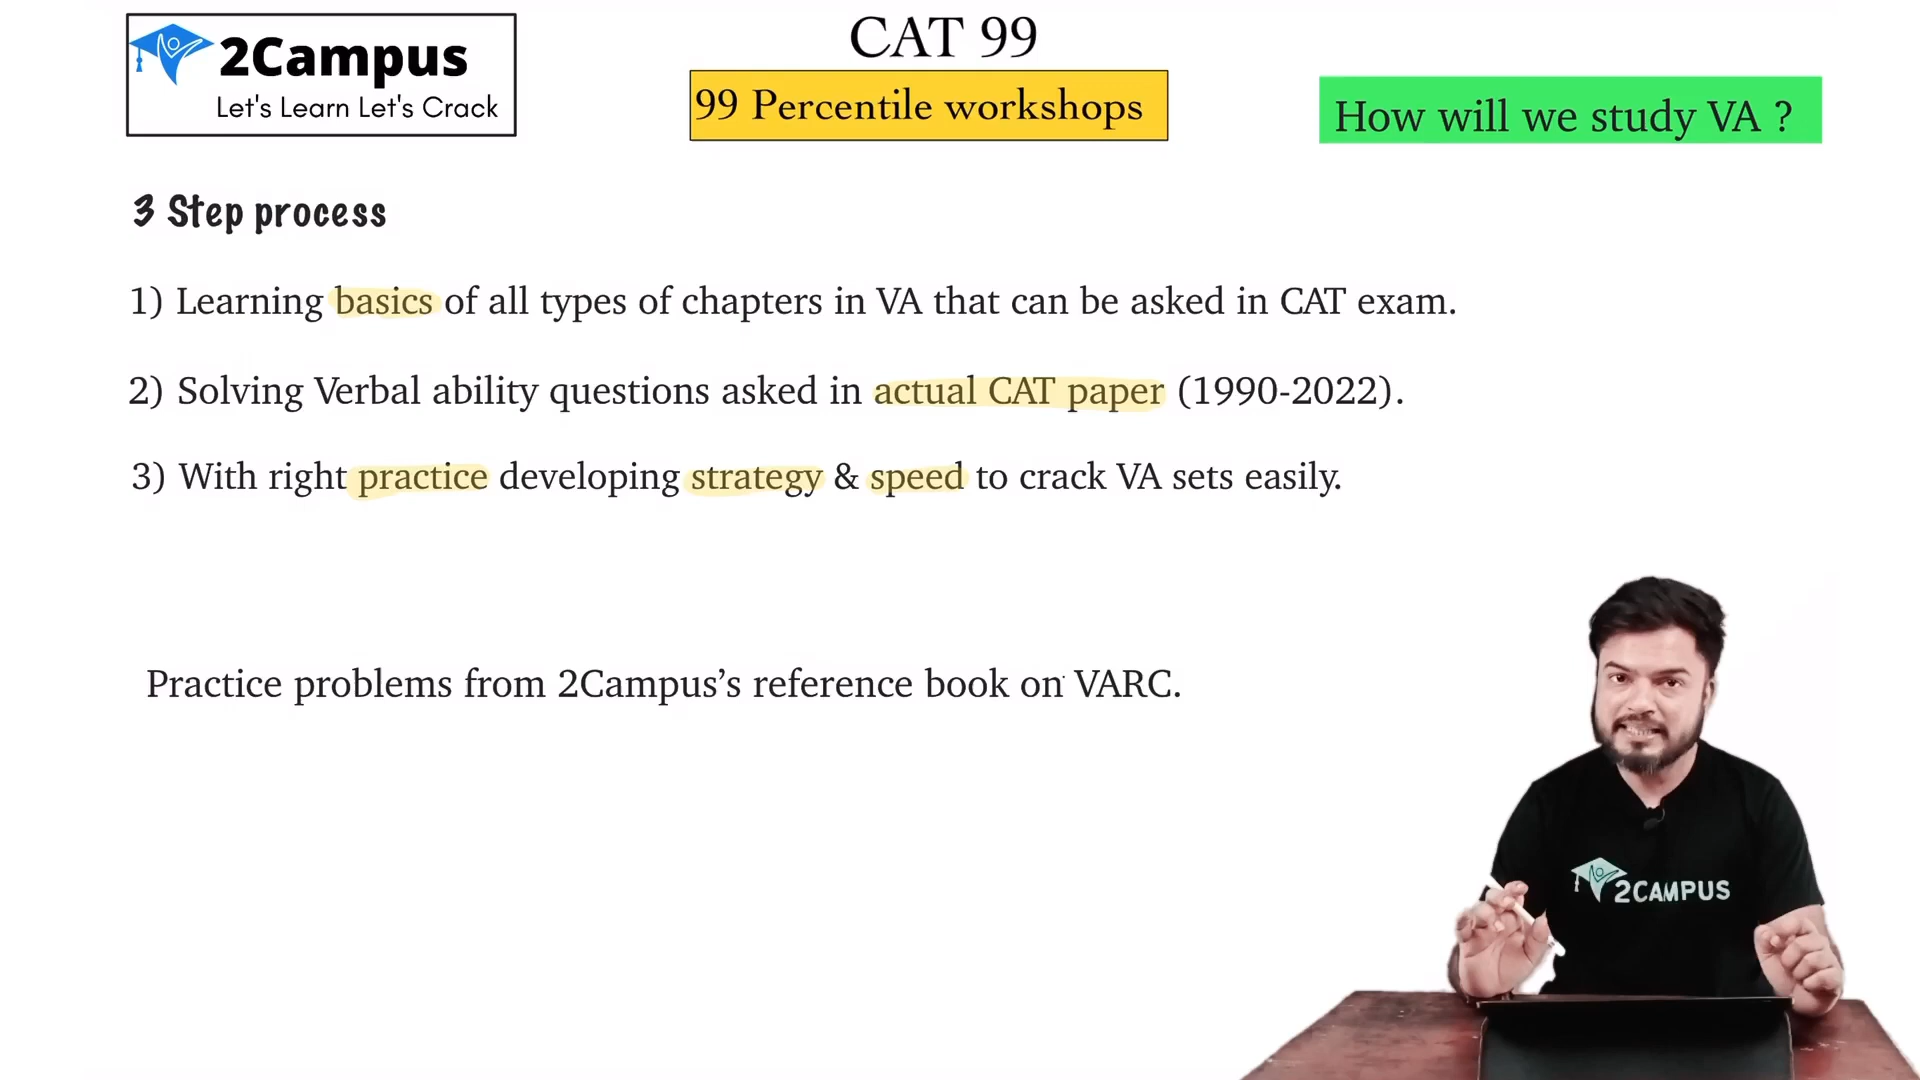 2Campus
Let's Learn Let's Crack
CAT 99
99 Percentile workshops
How will we study VA ?
3 Step process
1) Learning basics of all types of chapters in VA that can be asked in CAT exam.
2) Solving Verbal ability questions asked in actual CAT paper (1990-2022).
3) With right practice developing strategy & speed to crack VA sets easily.
Practice problems from 2Campus’s reference book on VARC.
2CAMPUS